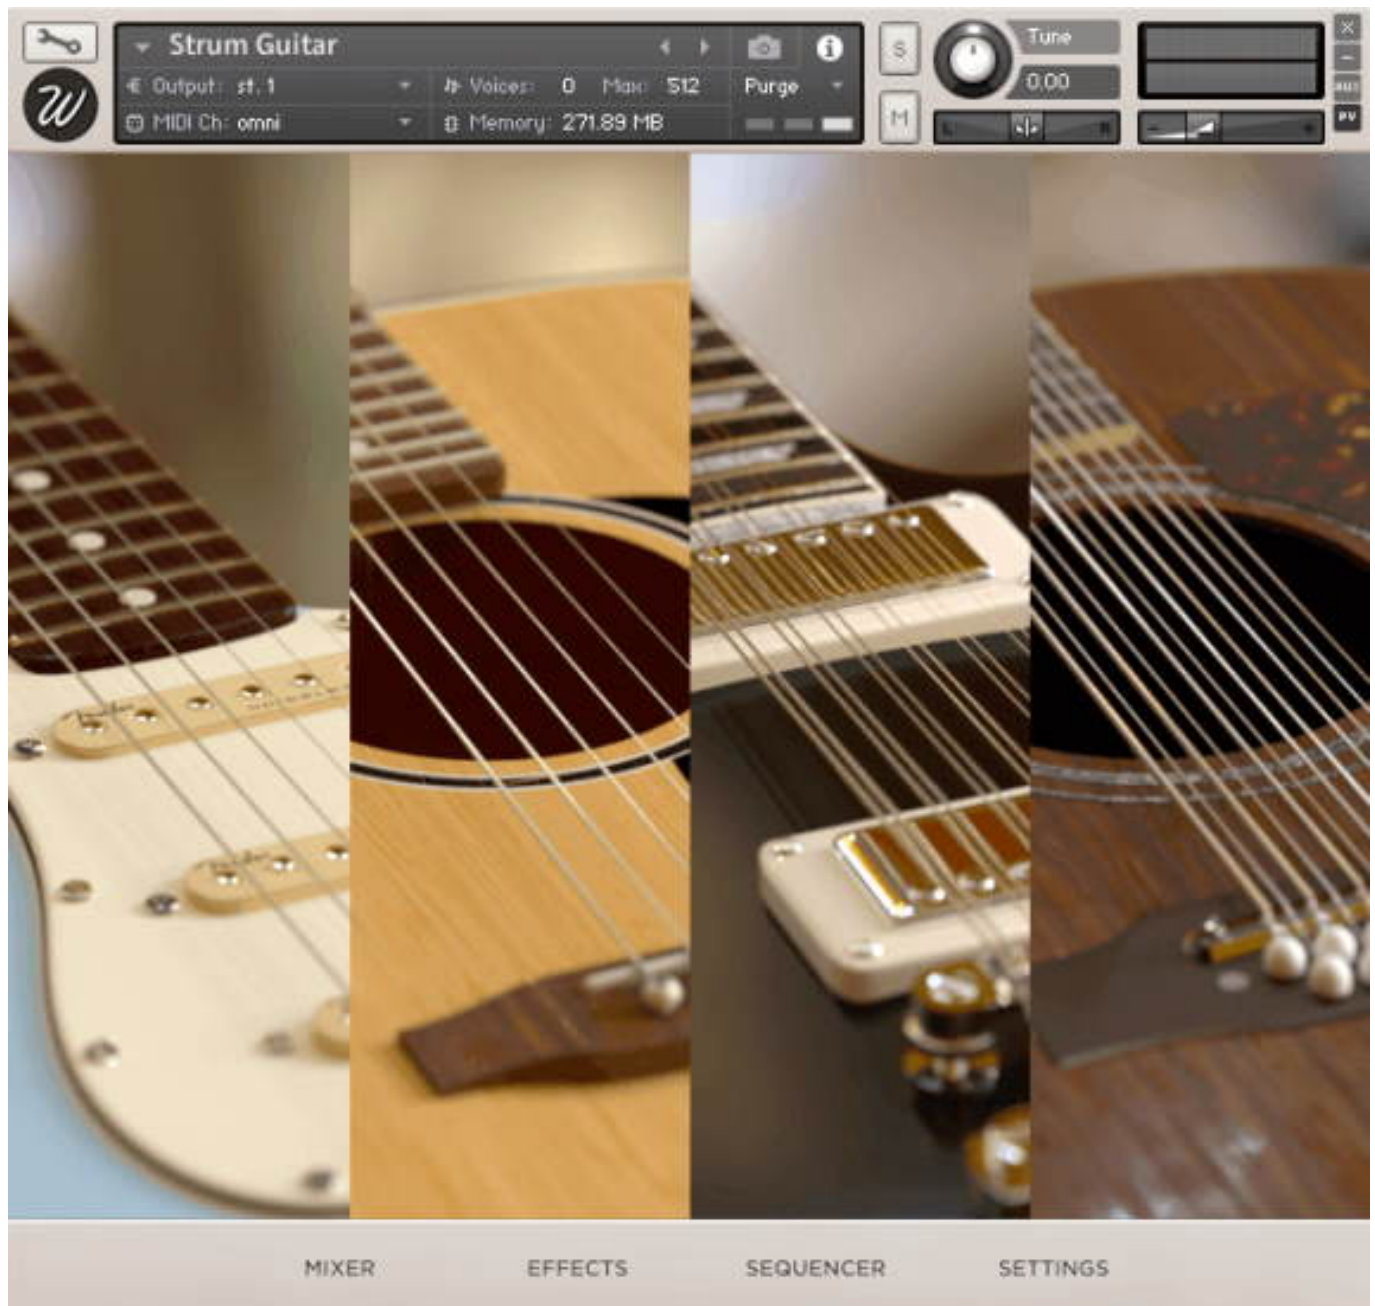 Strum Guitar
S
Tune
Output: st. 1
Voices: 0 Max: 512
Purge
0.00
MIDI Ch: omni
Memory: 271.89 MB
M
L
R
AUX
PV
MIXER
EFFECTS
SEQUENCER
SETTINGS